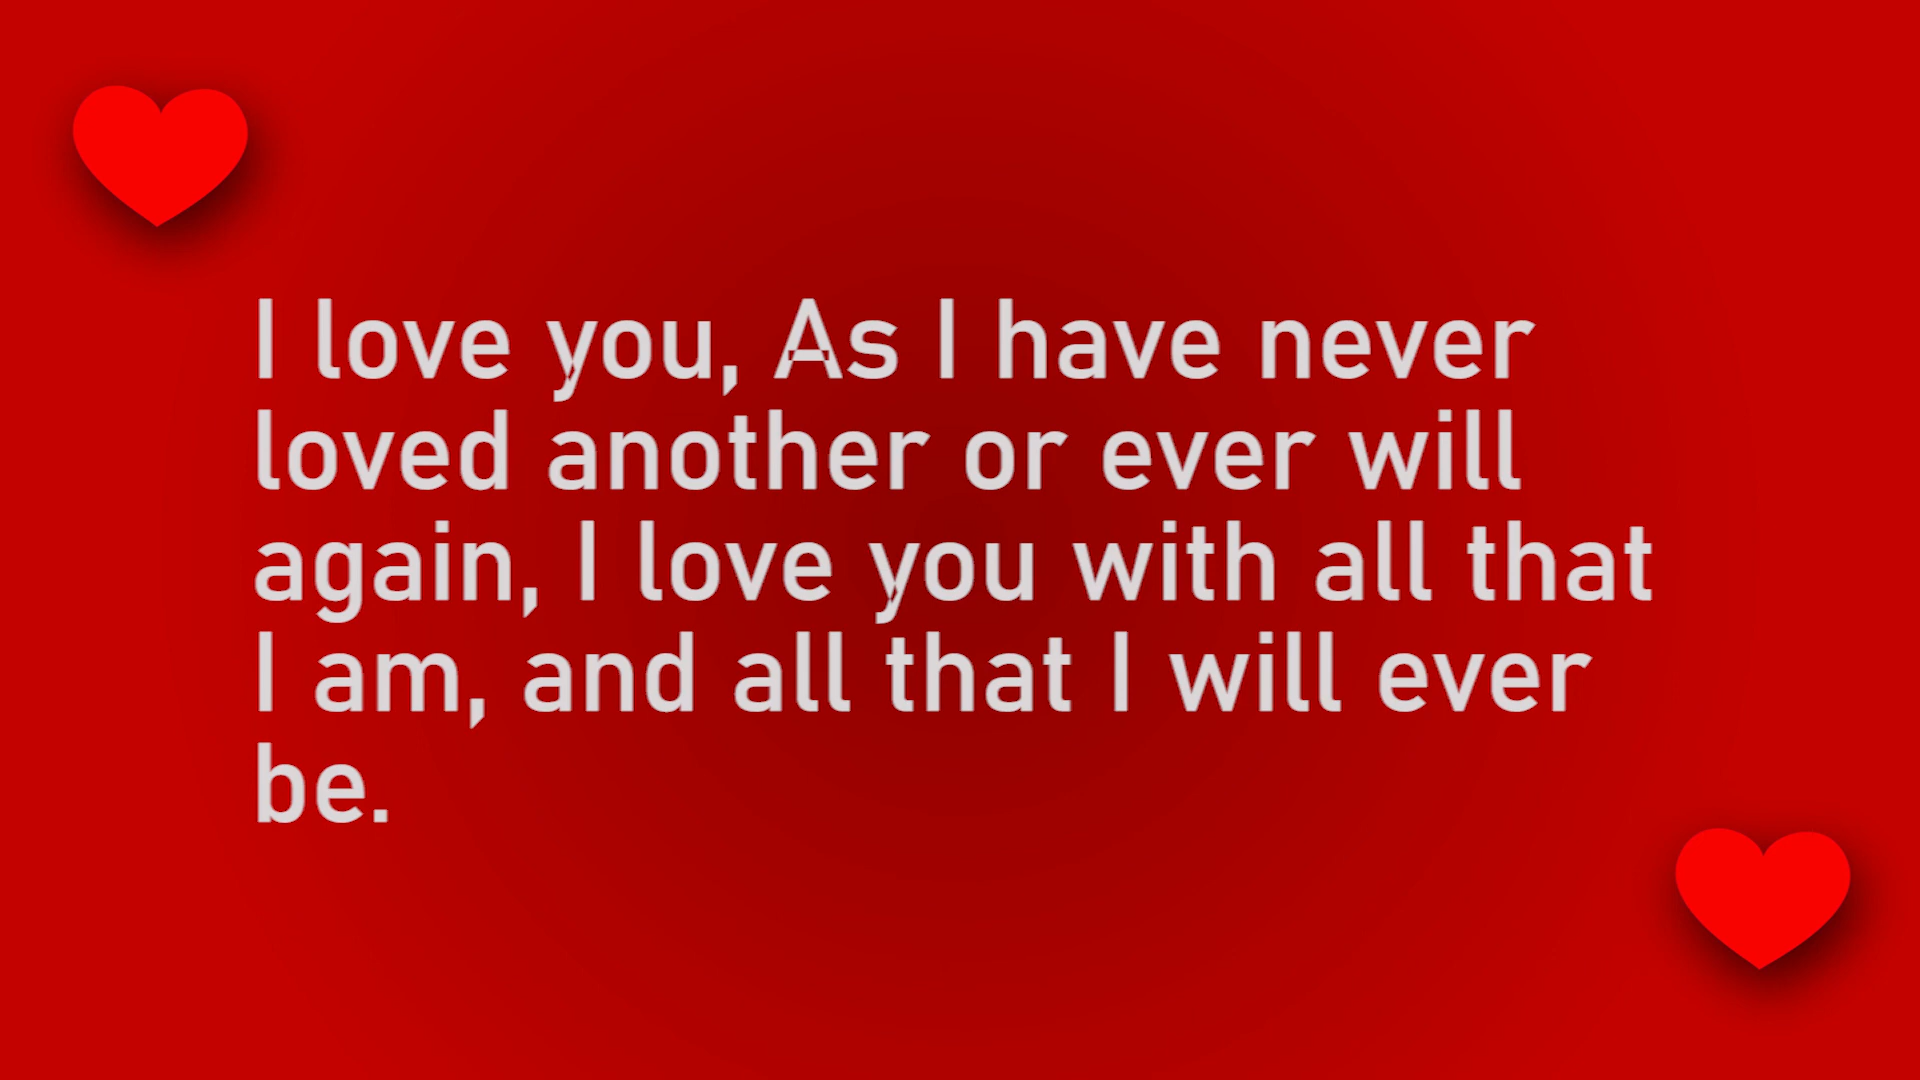 I love you, As I have never
loved another or ever will
again, I love you with all that
I am, and all that I will ever
be.